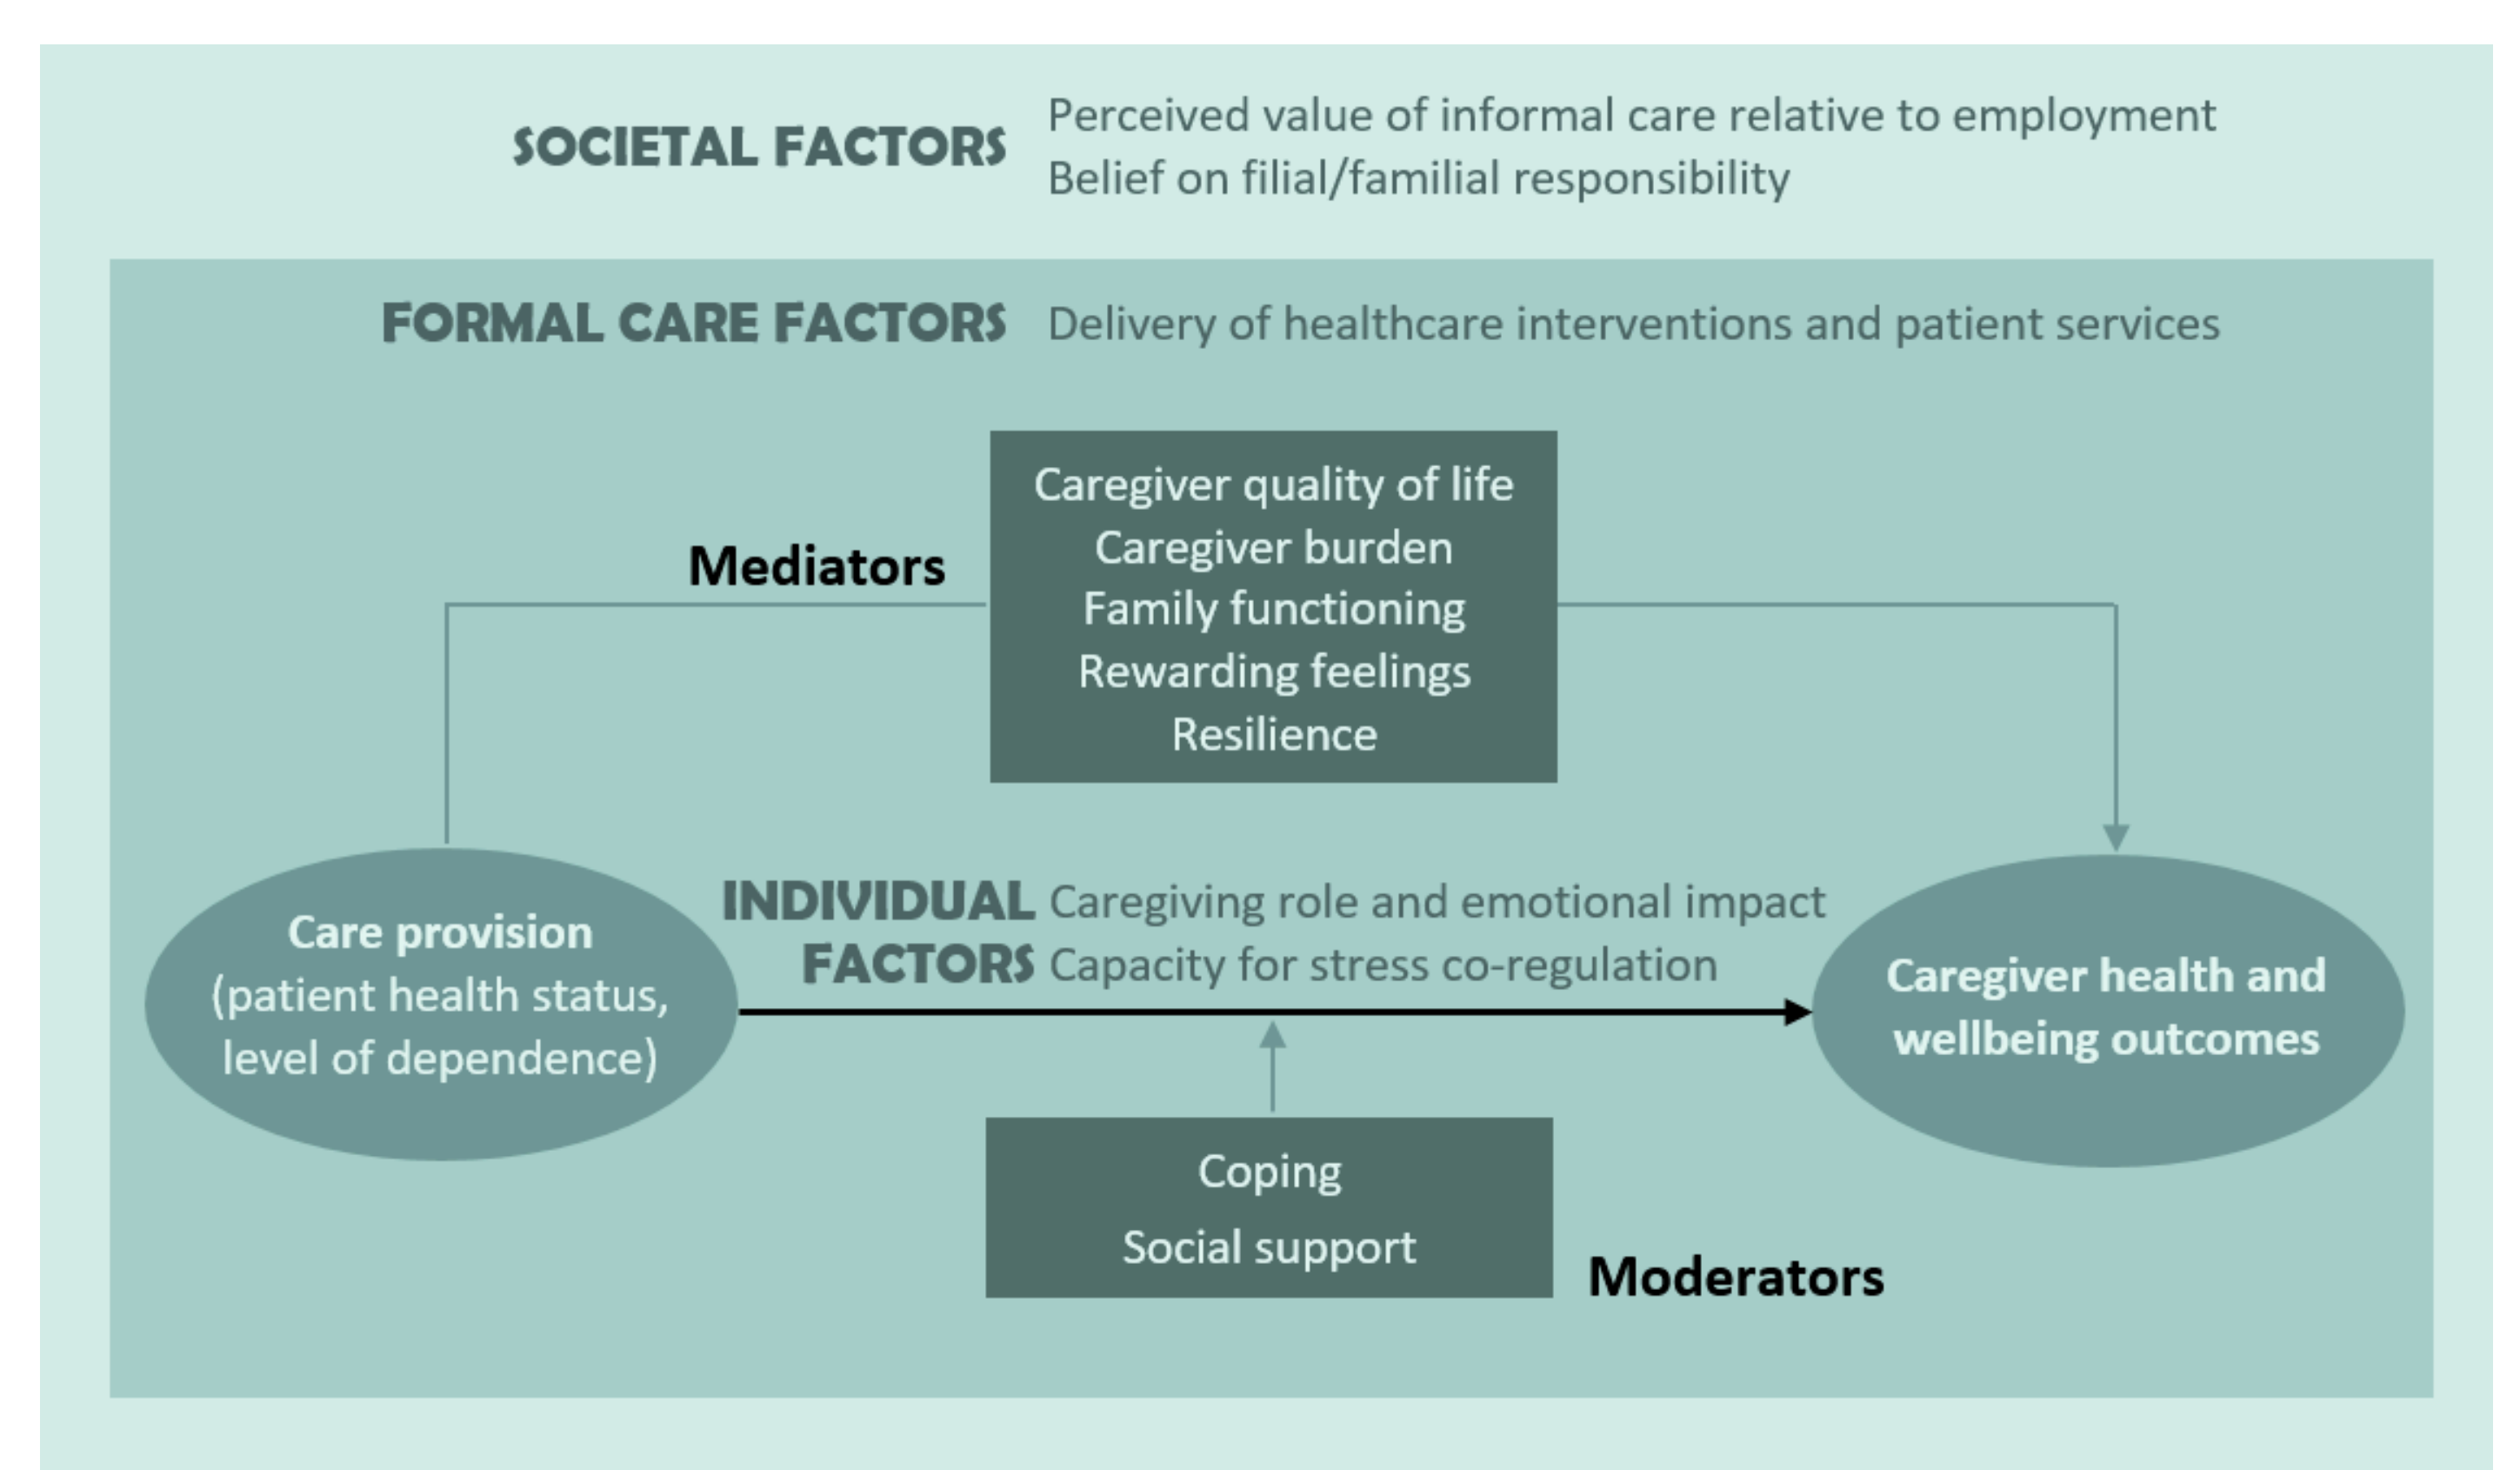 SOCIETAL FACTORS
Perceived value of informal care relative to employment
Belief on filial/familial responsibility
FORMAL CARE FACTORS
Delivery of healthcare interventions and patient services
Mediators
Caregiver quality of life
Caregiver burden
Family functioning
Rewarding feelings
Resilience
Care provision
(patient health status,
level of dependence)
INDIVIDUAL
FACTORS
Caregiving role and emotional impact
Capacity for stress co-regulation
Caregiver health and
wellbeing outcomes
Coping
Social support
Moderators